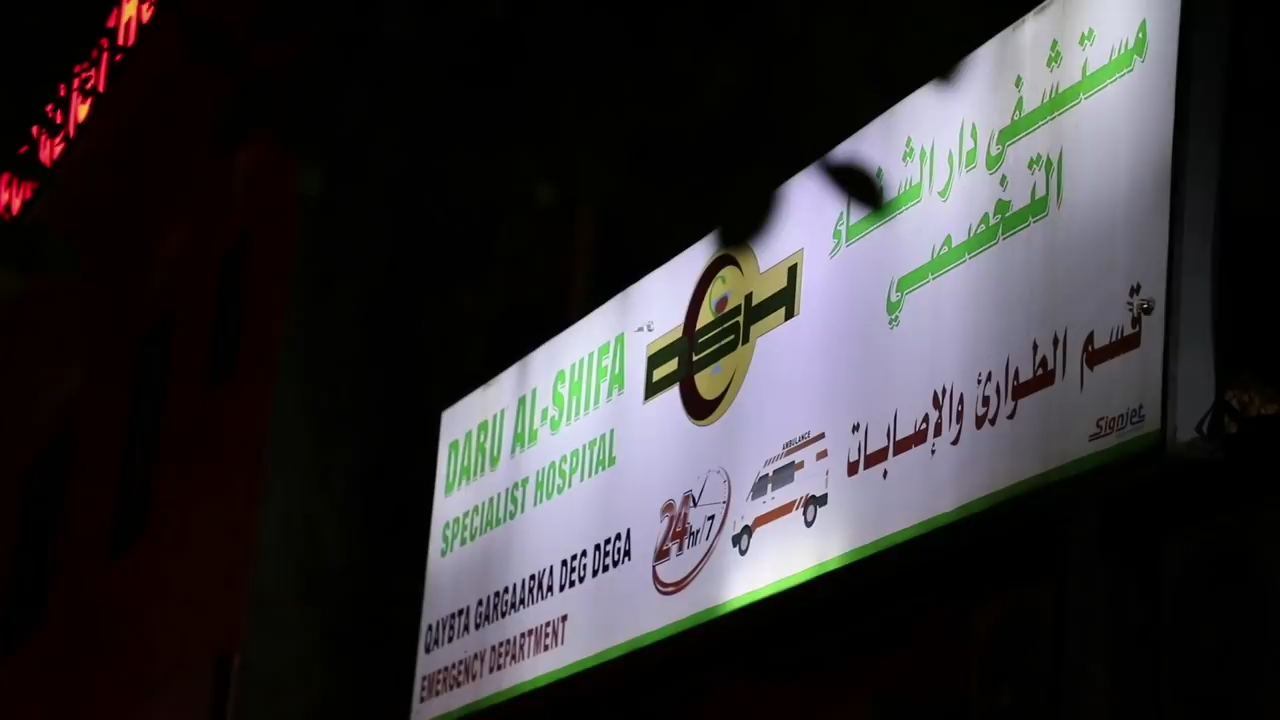 مستشفى دار الشفاء
التخصصي
DSH
DARU AL-SHIFA
SPECIALIST HOSPITAL
قسم الطوارئ والإصابات
AMBULANCE
24hr/7
QAYBTA GARGAARKA DEG DEGA
EMERGENCY DEPARTMENT
Signjet